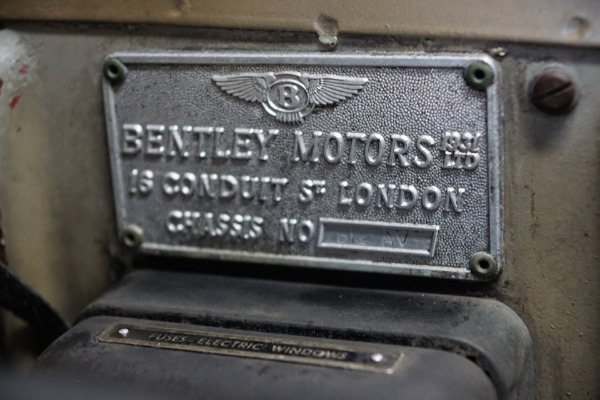 B
BENTLEY MOTORS 1931 LTD
16 CONDUIT ST LONDON
CHASSIS NO
FUSES-ELECTRIC WINDOWS